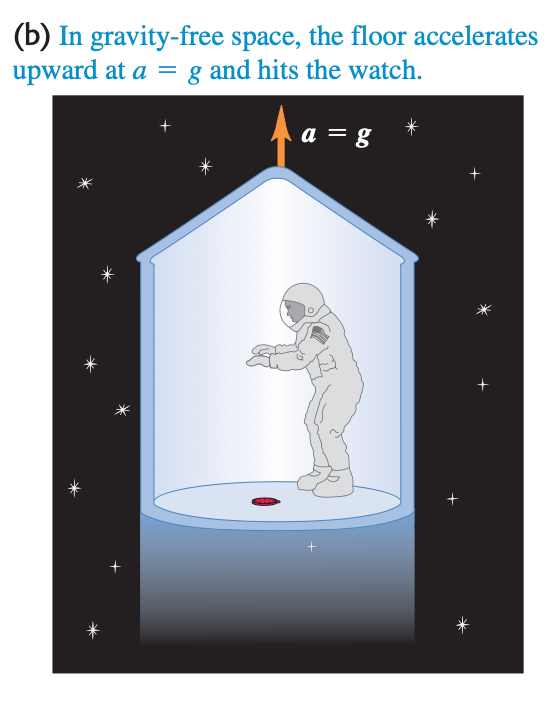 (b) In gravity-free space, the floor accelerates
upward at a = g and hits the watch.
a = g